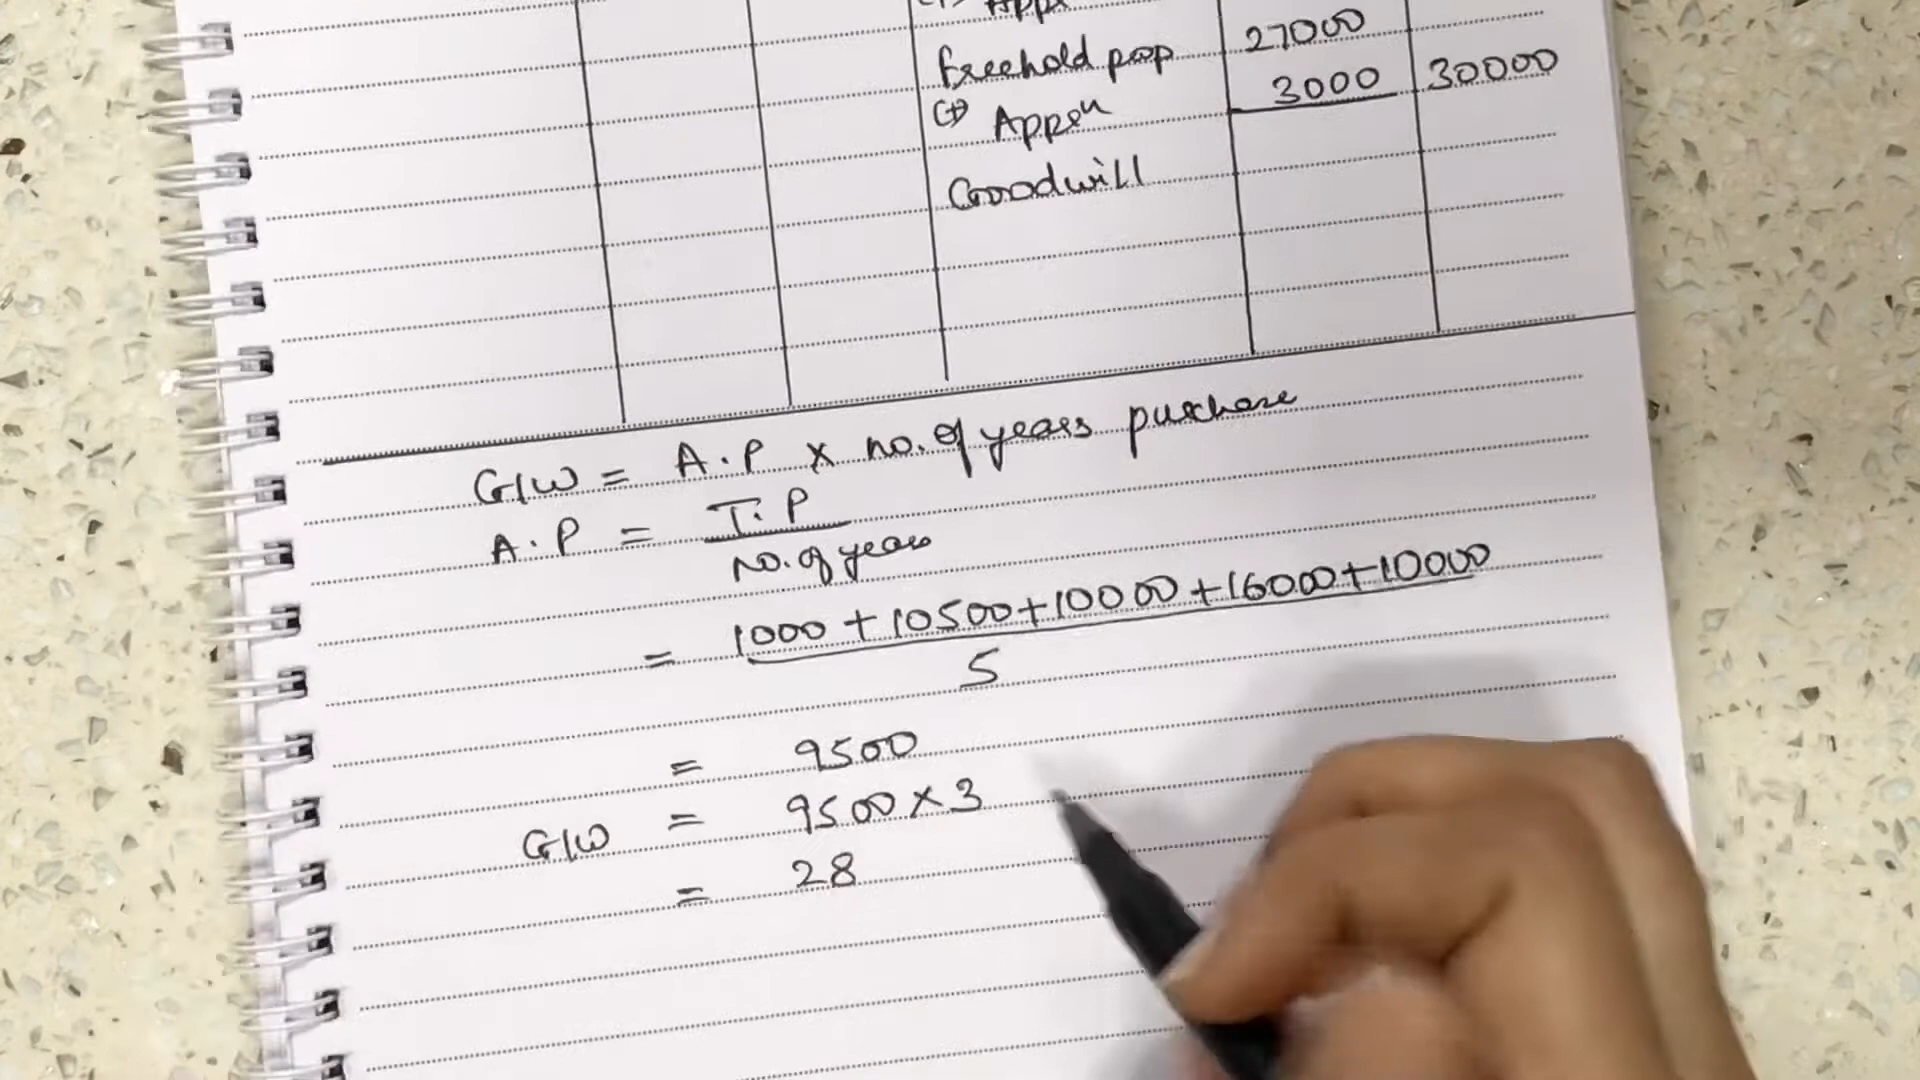 freehold prop 27000
(+) Appen 3000 30000
Goodwill
G/W = A.P x no. of years purchase
A.P = T.P
No. of years
= 1000 + 10500 + 10000 + 16000 + 10000
5
= 9500
G/W = 9500 x 3
= 28